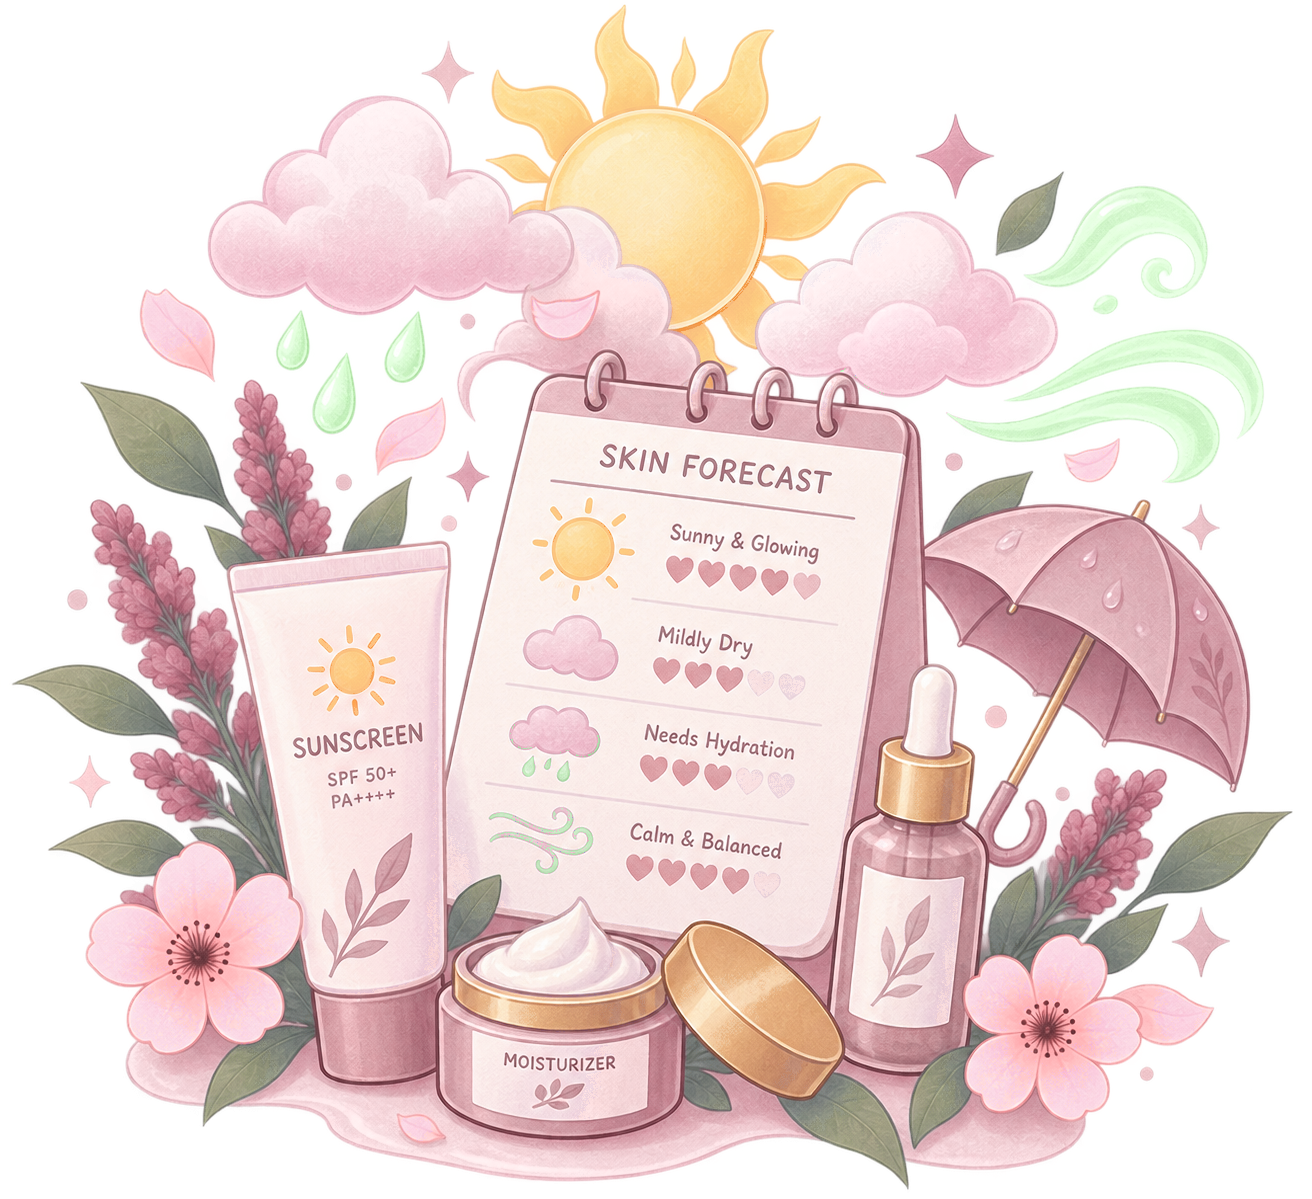 SKIN FORECAST
Sunny & Glowing
Mildly Dry
Needs Hydration
Calm & Balanced
SUNSCREEN
SPF 50+
PA++++
MOISTURIZER